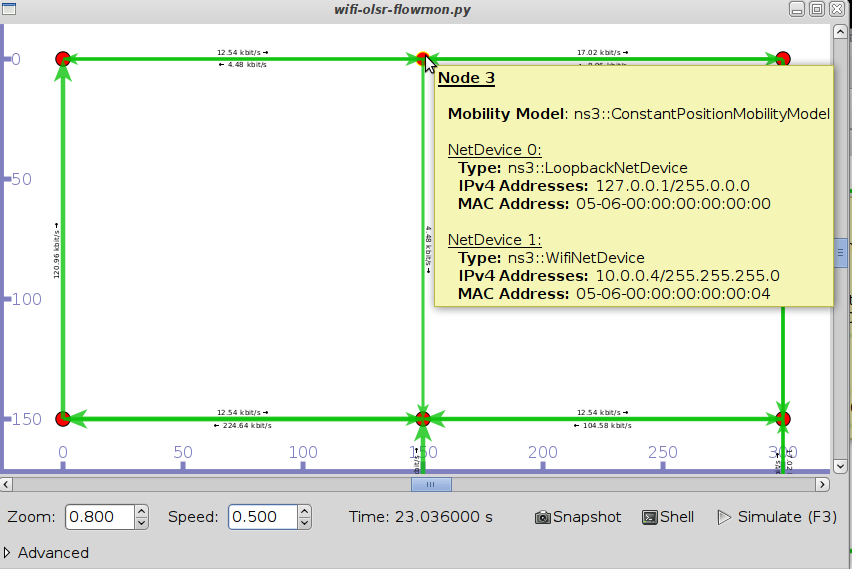 wifi-olsr-flowmon.py
12.54 kbit/s →
17.02 kbit/s →
0
← 4.48 kbit/s
Node 3
Mobility Model: ns3::ConstantPositionMobilityModel
NetDevice 0:
Type: ns3::LoopbackNetDevice
50
IPv4 Addresses: 127.0.0.1/255.0.0.0
MAC Address: 05-06-00:00:00:00:00:00
120.96 kbit/s →
4.48 kbit/s →
NetDevice 1:
Type: ns3::WifiNetDevice
IPv4 Addresses: 10.0.0.4/255.255.255.0
MAC Address: 05-06-00:00:00:00:00:04
100
12.54 kbit/s →
12.54 kbit/s →
150
← 224.64 kbit/s
← 104.58 kbit/s
0 50 100 150 200 250 300
Zoom: 0.800 Speed: 0.500 Time: 23.036000 s Snapshot Shell Simulate (F3)
Advanced